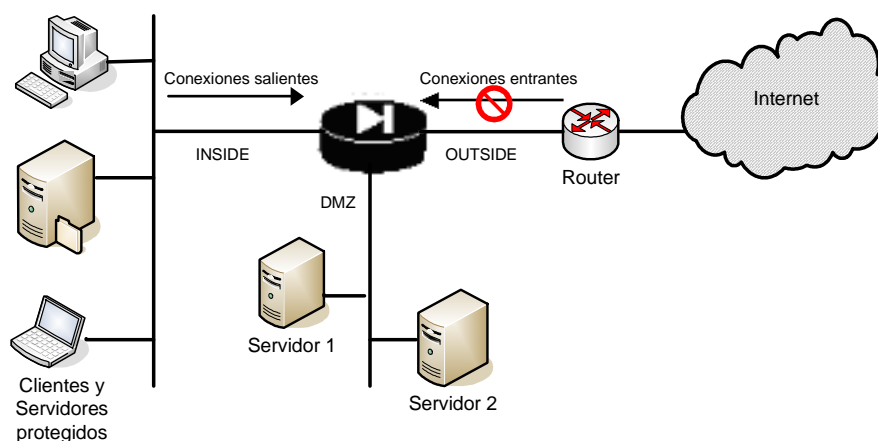 Conexiones salientes
Conexiones entrantes
Internet
INSIDE
OUTSIDE
Router
DMZ
Servidor 1
Servidor 2
Clientes y
Servidores
protegidos